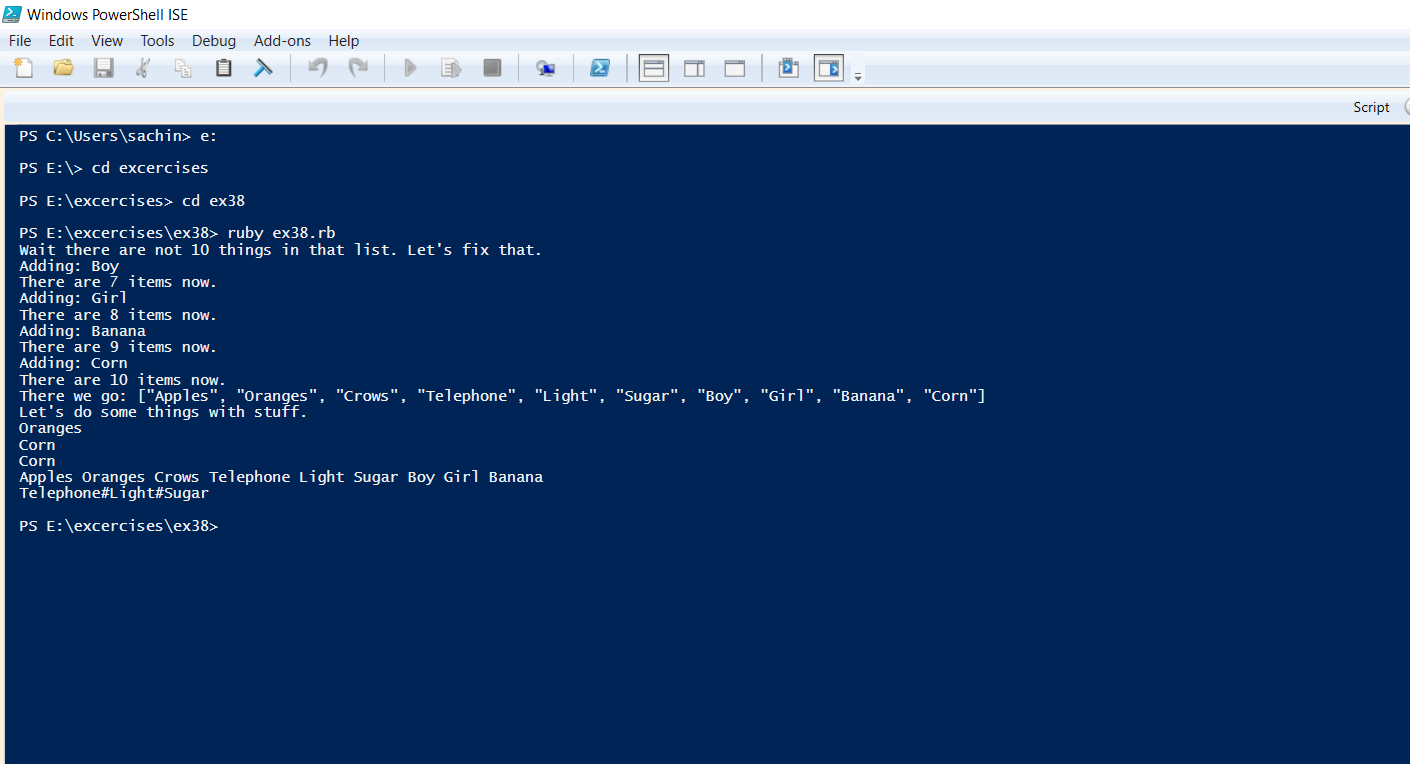 Windows PowerShell ISE
File Edit View Tools Debug Add-ons Help
Script
PS C:\Users\sachin> e:
PS E:\> cd excercises
PS E:\excercises> cd ex38
PS E:\excercises\ex38> ruby ex38.rb
Wait there are not 10 things in that list. Let's fix that.
Adding: Boy
There are 7 items now.
Adding: Girl
There are 8 items now.
Adding: Banana
There are 9 items now.
Adding: Corn
There are 10 items now.
There we go: ["Apples", "Oranges", "Crows", "Telephone", "Light", "Sugar", "Boy", "Girl", "Banana", "Corn"]
Let's do some things with stuff.
Oranges
Corn
Corn
Apples Oranges Crows Telephone Light Sugar Boy Girl Banana
Telephone#Light#Sugar
PS E:\excercises\ex38>